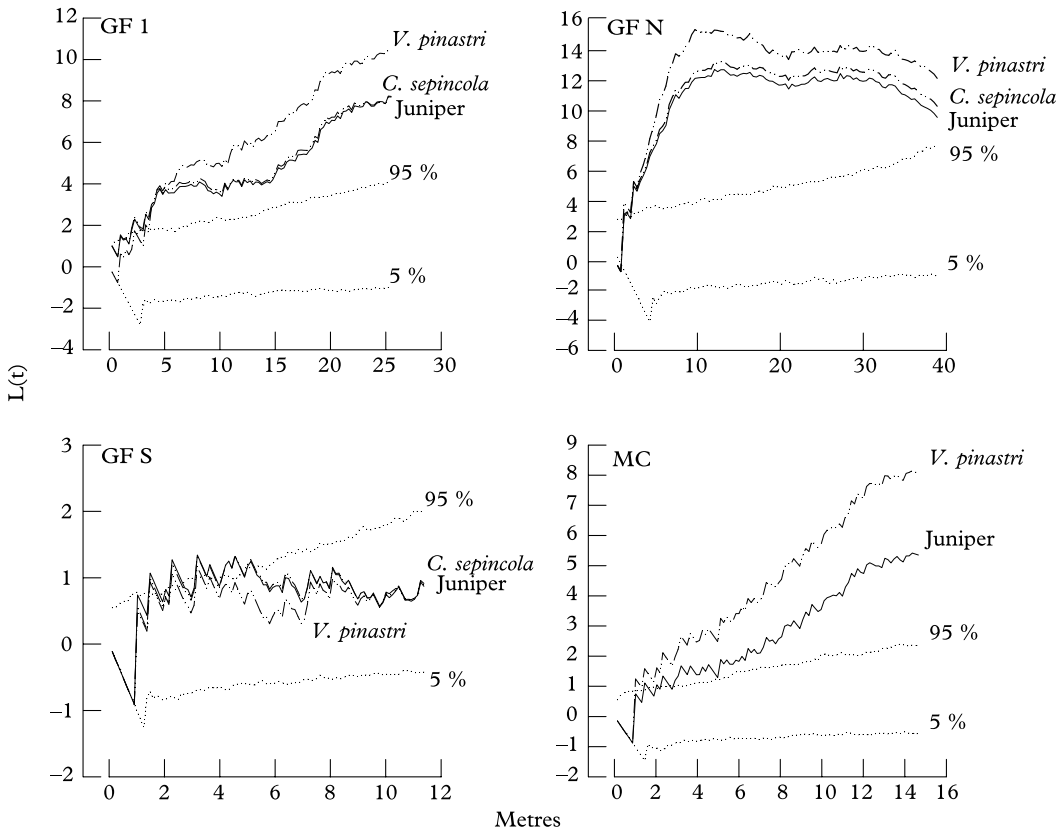 GF 1
12
10
8
6
4
2
0
−2
−4
V. pinastri
C. sepincola
Juniper
95 %
5 %
0 5 10 15 20 25 30
GF N
16
14
12
10
8
6
4
2
0
−2
−4
−6
V. pinastri
C. sepincola
Juniper
95 %
5 %
0 10 20 30 40
L(t)
GF S
3
2
1
0
−1
−2
95 %
C. sepincola
Juniper
V. pinastri
5 %
0 2 4 6 8 10 12
MC
9
8
7
6
5
4
3
2
1
0
−1
−2
V. pinastri
Juniper
95 %
5 %
0 2 4 6 8 10 12 14 16
Metres